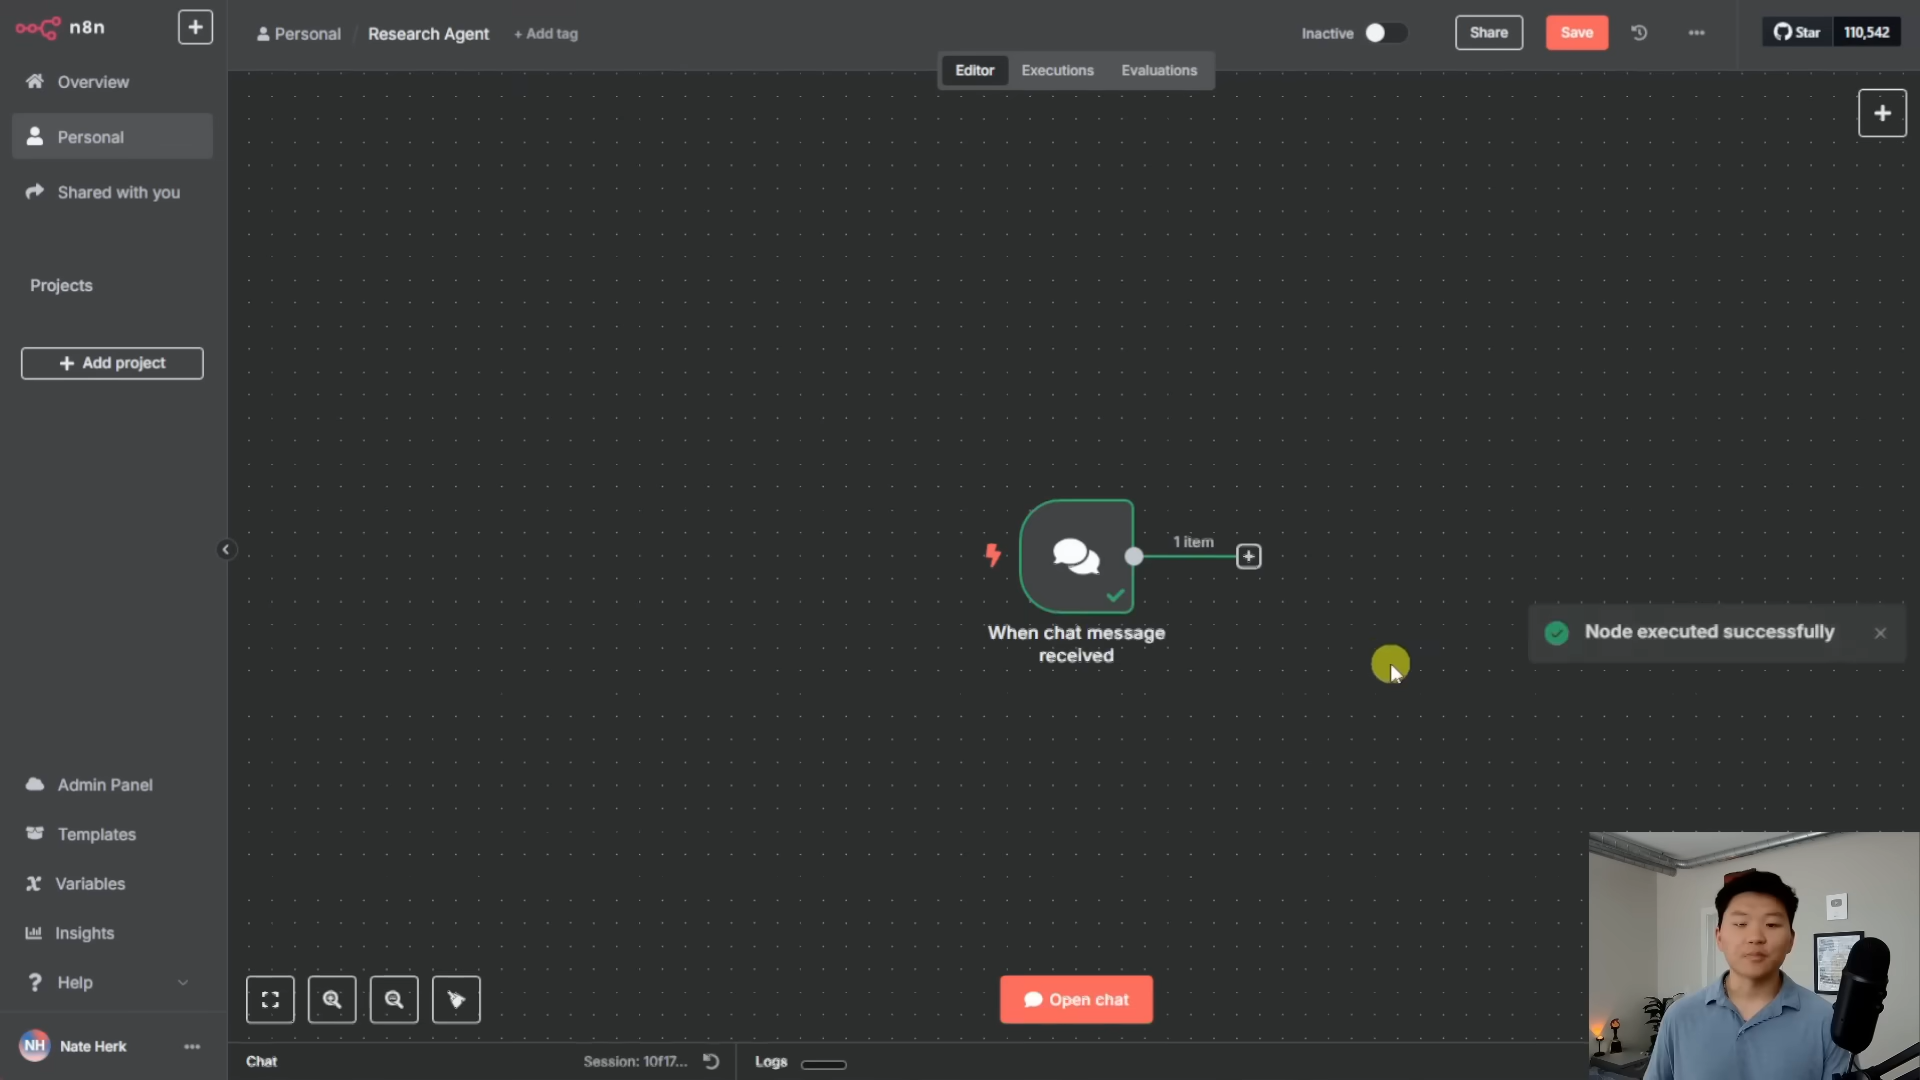 n8n
Personal / Research Agent + Add tag
Inactive
Share
Save
Star 110,542
Editor Executions Evaluations
Overview
Personal
Shared with you
Projects
+ Add project
1 item
When chat message
received
Node executed successfully
Admin Panel
Templates
Variables
Insights
Help
Open chat
NH Nate Herk
Chat
Session: 10f17...
Logs